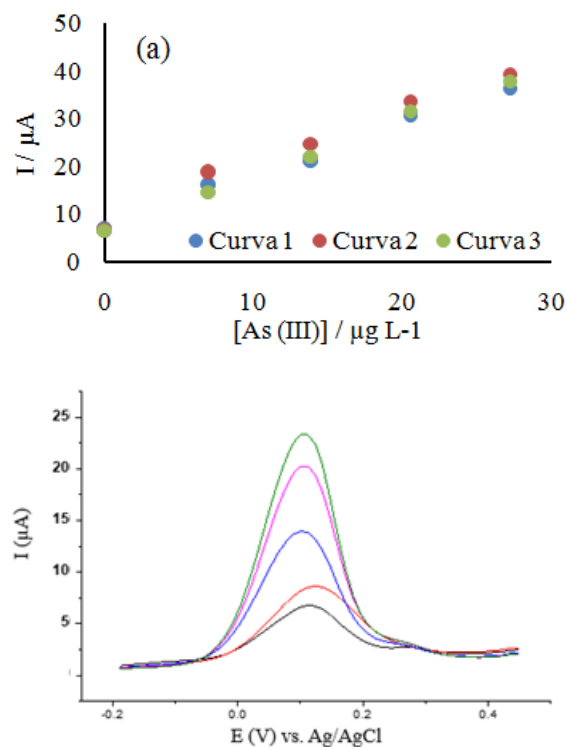 50
(a)
40
30
20
10
0
I / µA
Curva 1 Curva 2 Curva 3
0 10 20 30
[As (III)] / µg L-1
25
20
15
10
5
I (µA)
-0.2 0.0 0.2 0.4
E (V) vs. Ag/AgCl